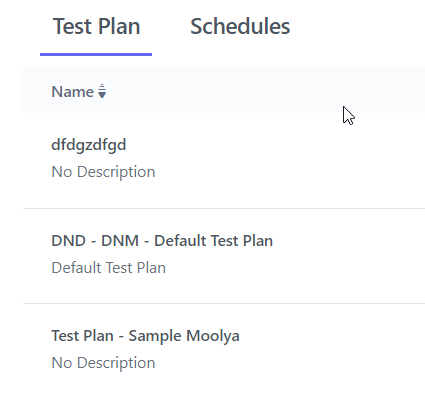 Test Plan Schedules
Name
dfdgzdfgd
No Description
DND - DNM - Default Test Plan
Default Test Plan
Test Plan - Sample Moolya
No Description